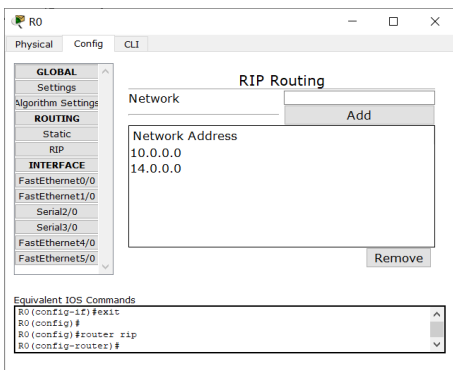 R0
Physical Config CLI
GLOBAL
Settings
Algorithm Settings
ROUTING
Static
RIP
INTERFACE
FastEthernet0/0
FastEthernet1/0
Serial2/0
Serial3/0
FastEthernet4/0
FastEthernet5/0
RIP Routing
Network
Add
Network Address
10.0.0.0
14.0.0.0
Remove
Equivalent IOS Commands
R0(config-if)#exit
R0(config)#
R0(config)#router rip
R0(config-router)#